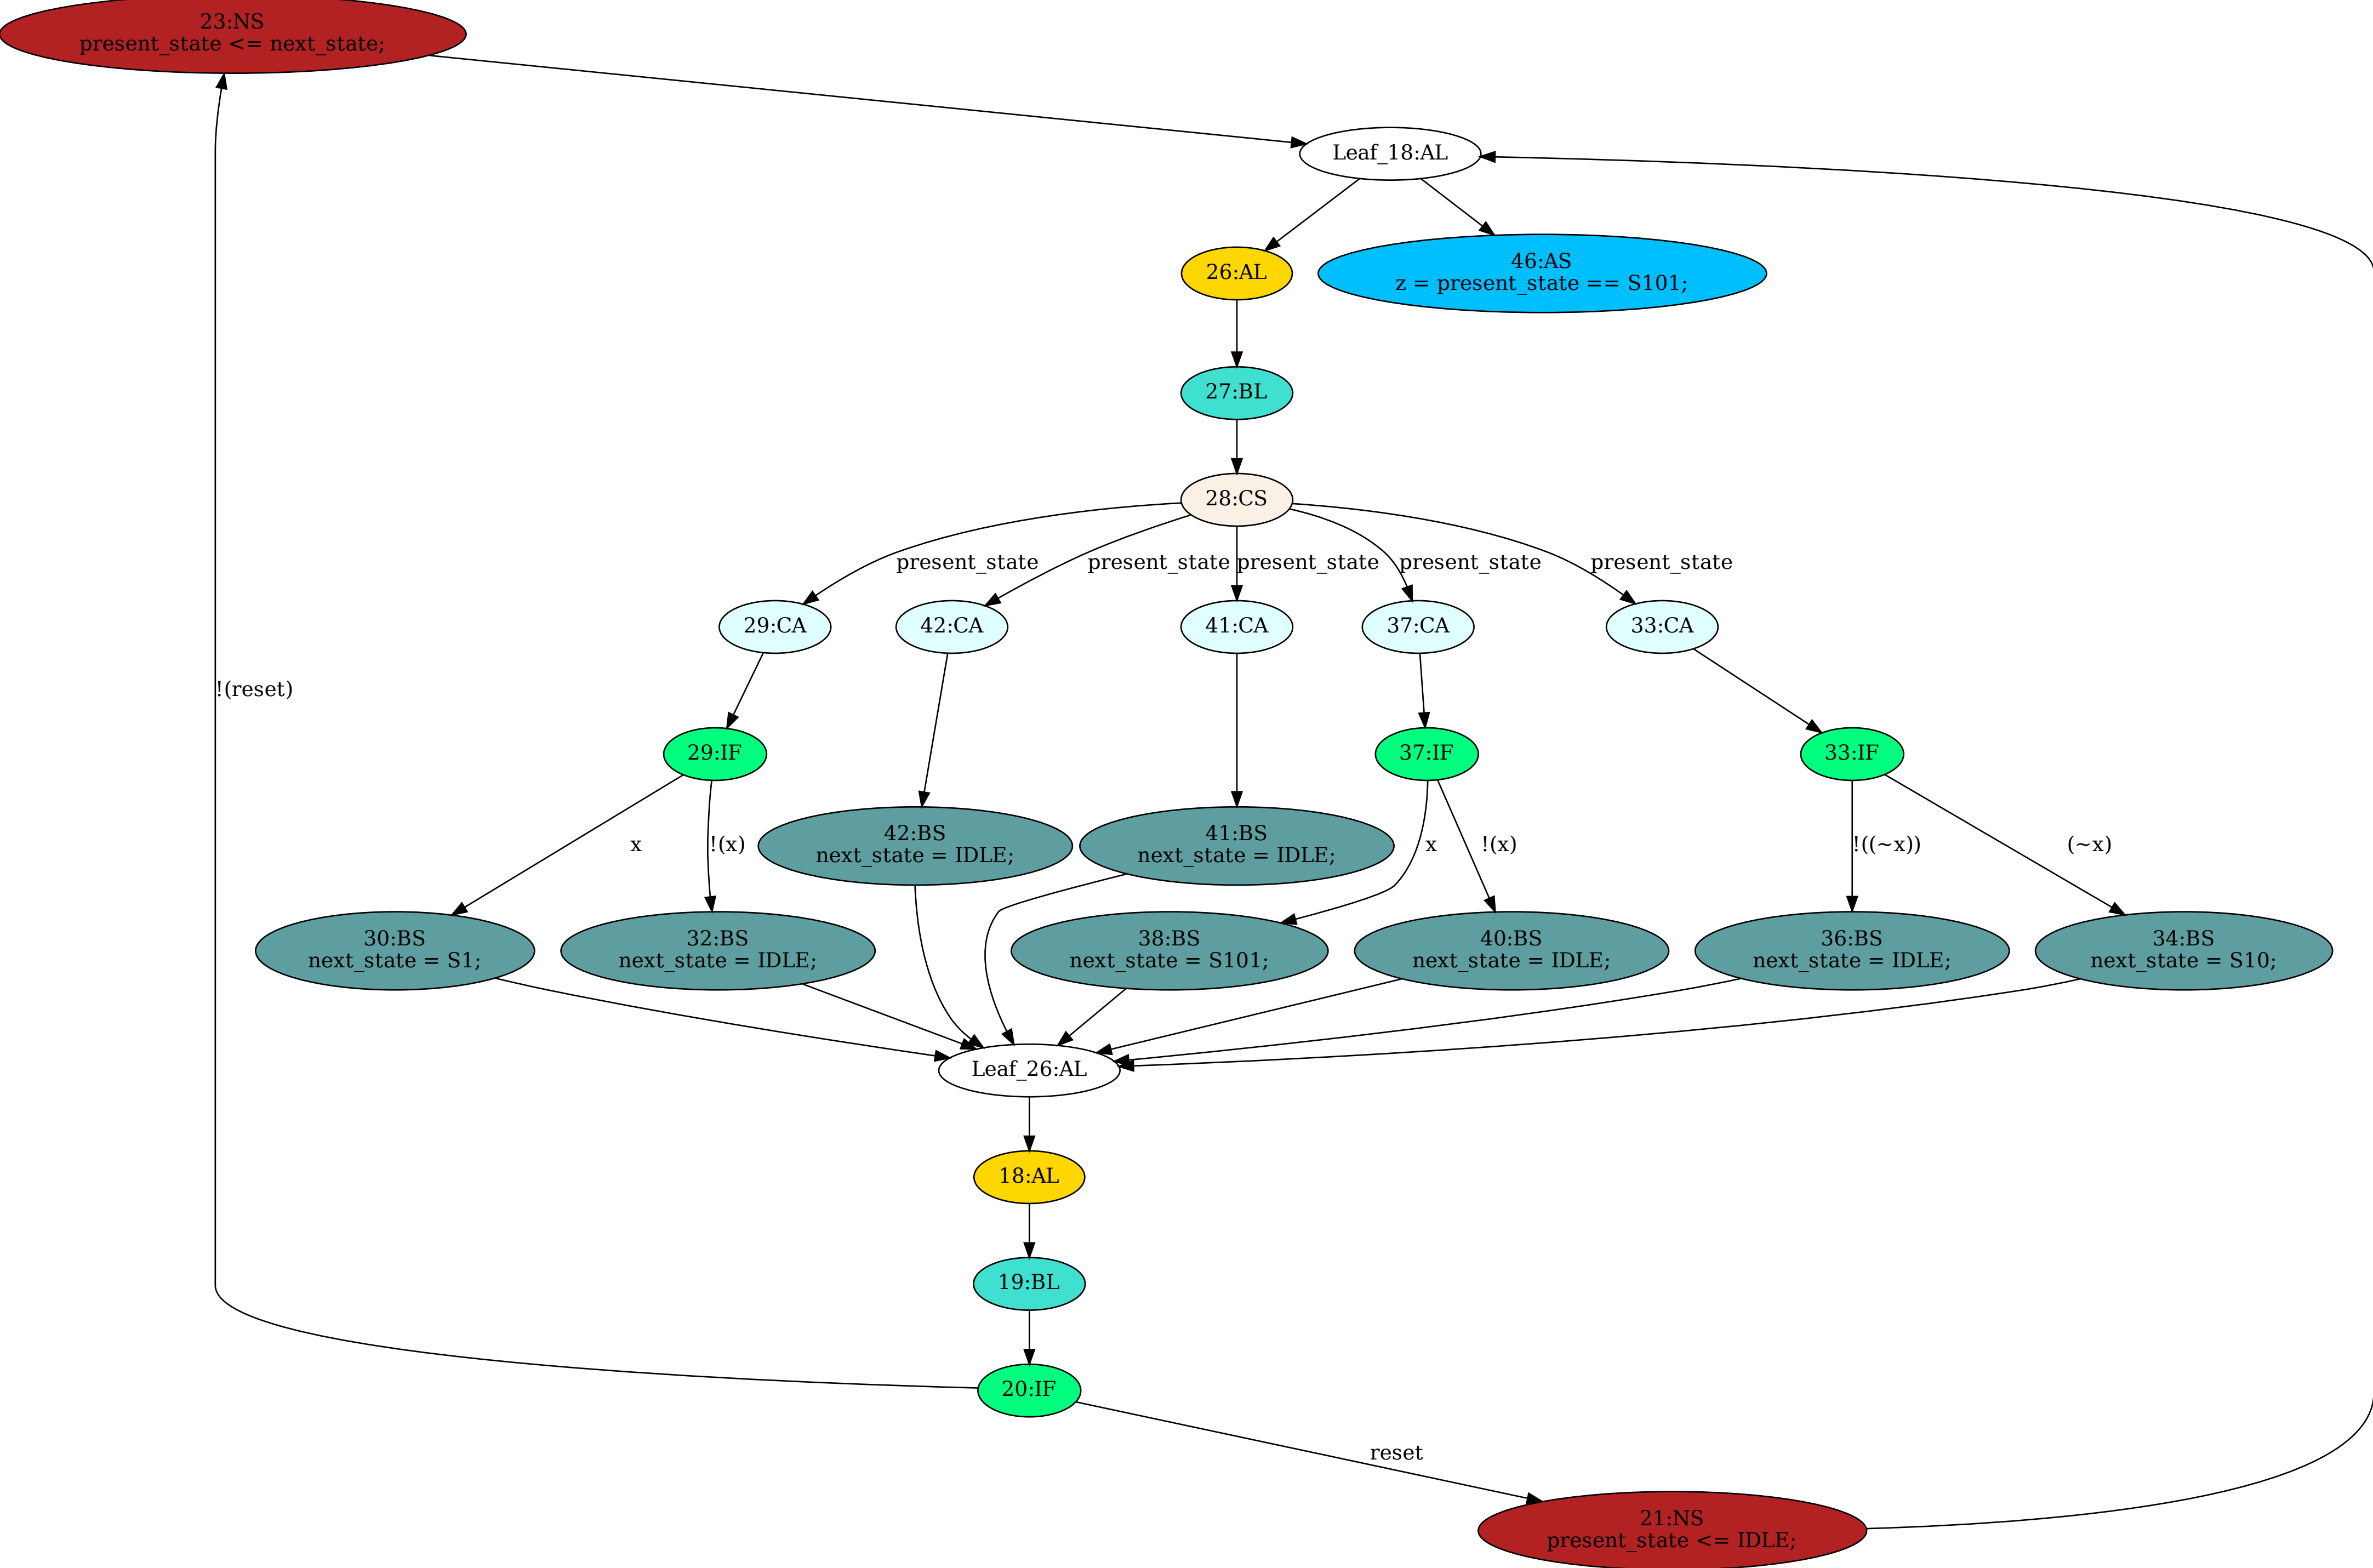 23:NS
present_state <= next_state;
Leaf_18:AL
26:AL
46:AS
z = present_state == S101;
27:BL
28:CS
present_state
present_state
present_state
present_state
present_state
29:CA
42:CA
41:CA
37:CA
33:CA
!(reset)
29:IF
37:IF
33:IF
x
!(x)
42:BS
next_state = IDLE;
41:BS
next_state = IDLE;
x
!(x)
!((~x))
(~x)
30:BS
next_state = S1;
32:BS
next_state = IDLE;
38:BS
next_state = S101;
40:BS
next_state = IDLE;
36:BS
next_state = IDLE;
34:BS
next_state = S10;
Leaf_26:AL
18:AL
19:BL
20:IF
reset
21:NS
present_state <= IDLE;